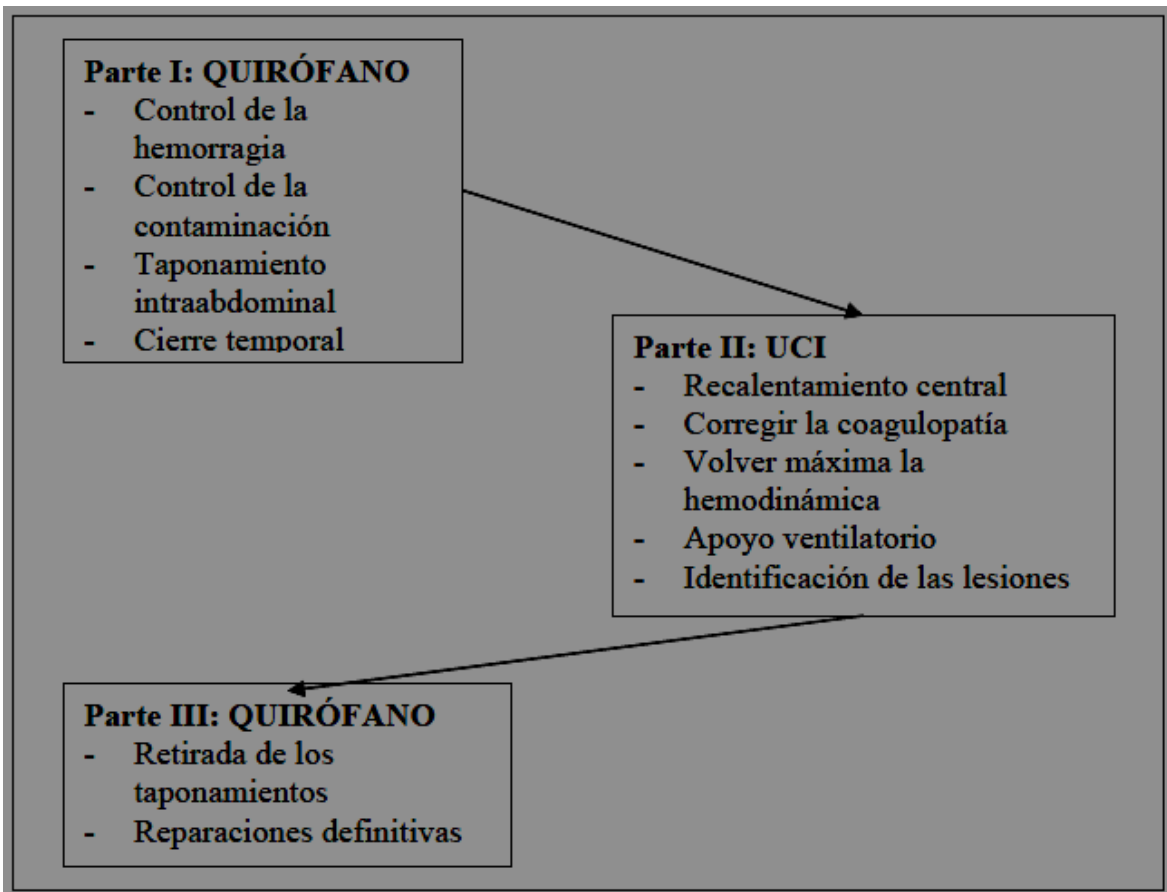 Parte I: QUIRÓFANO
- Control de la
hemorragia
- Control de la
contaminación
- Taponamiento
intraabdominal
- Cierre temporal
Parte II: UCI
- Recalentamiento central
- Corregir la coagulopatía
- Volver máxima la
hemodinámica
- Apoyo ventilatorio
- Identificación de las lesiones
Parte III: QUIRÓFANO
- Retirada de los
taponamientos
- Reparaciones definitivas